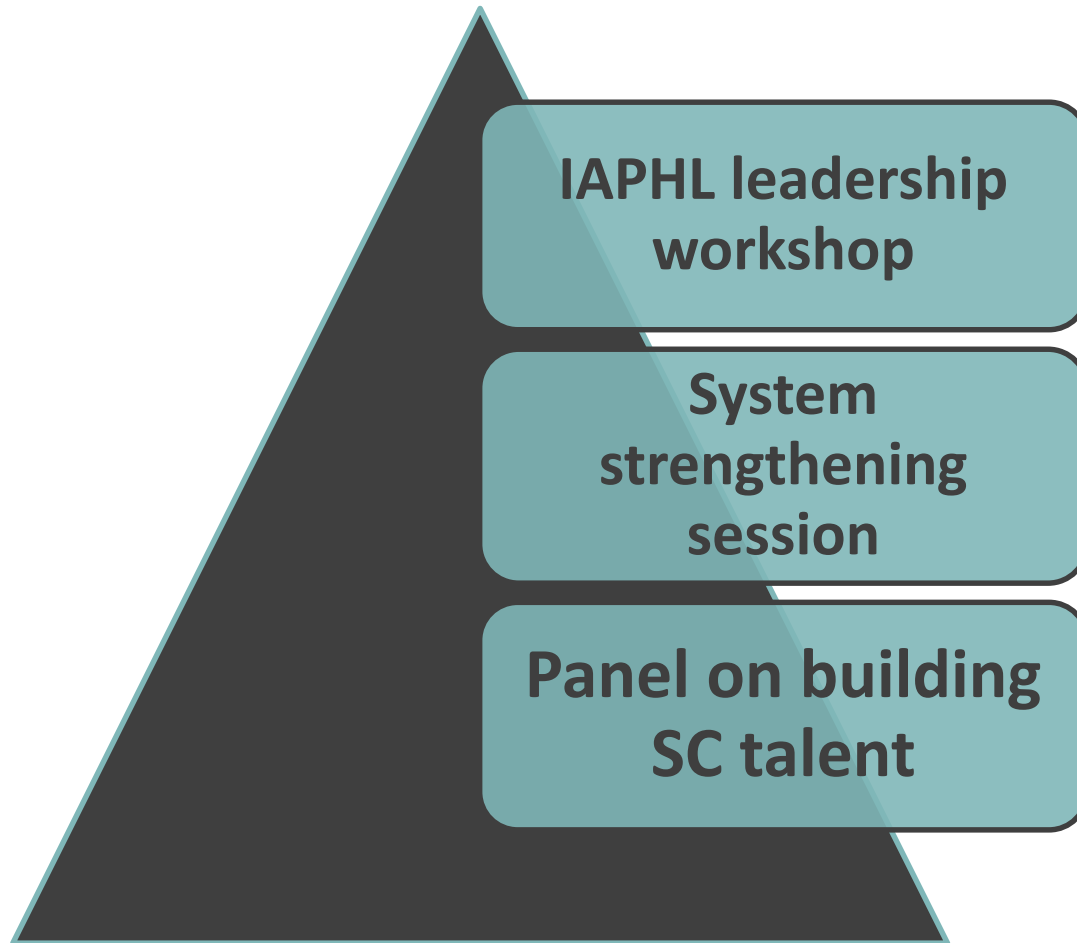 IAPHL leadership
workshop
System
strengthening
session
Panel on building
SC talent